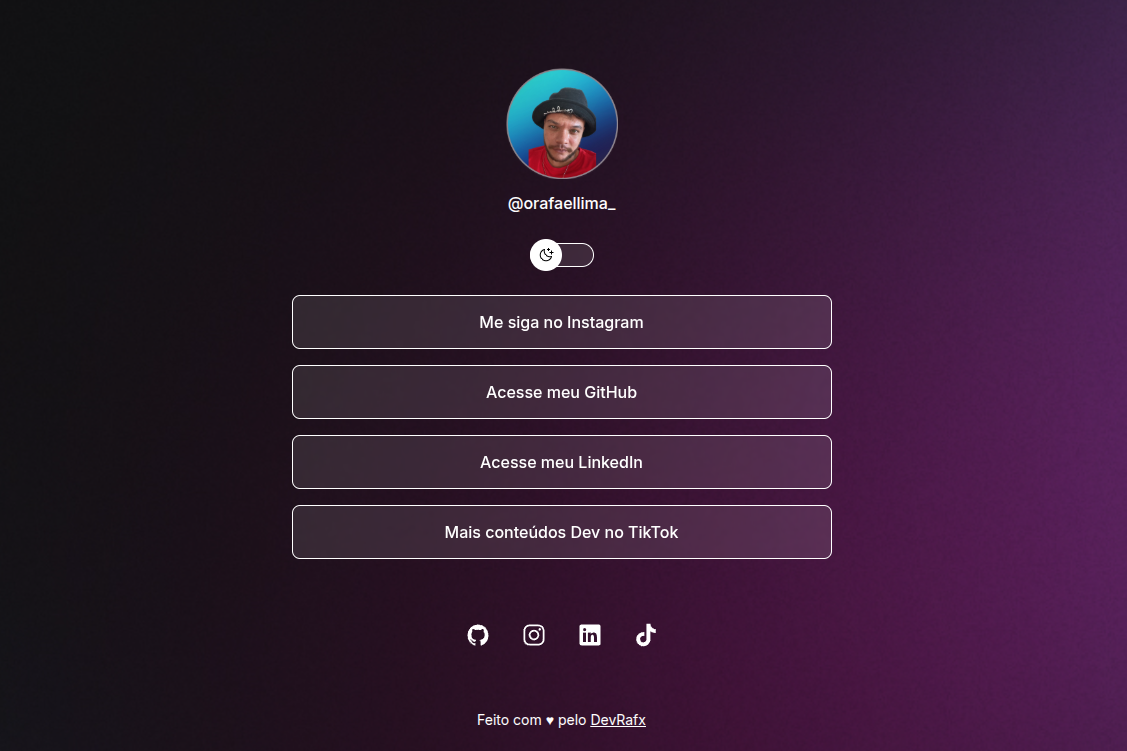 @orafaellima_
Me siga no Instagram
Acesse meu GitHub
Acesse meu LinkedIn
Mais conteúdos Dev no TikTok
Feito com ♥ pelo DevRafx